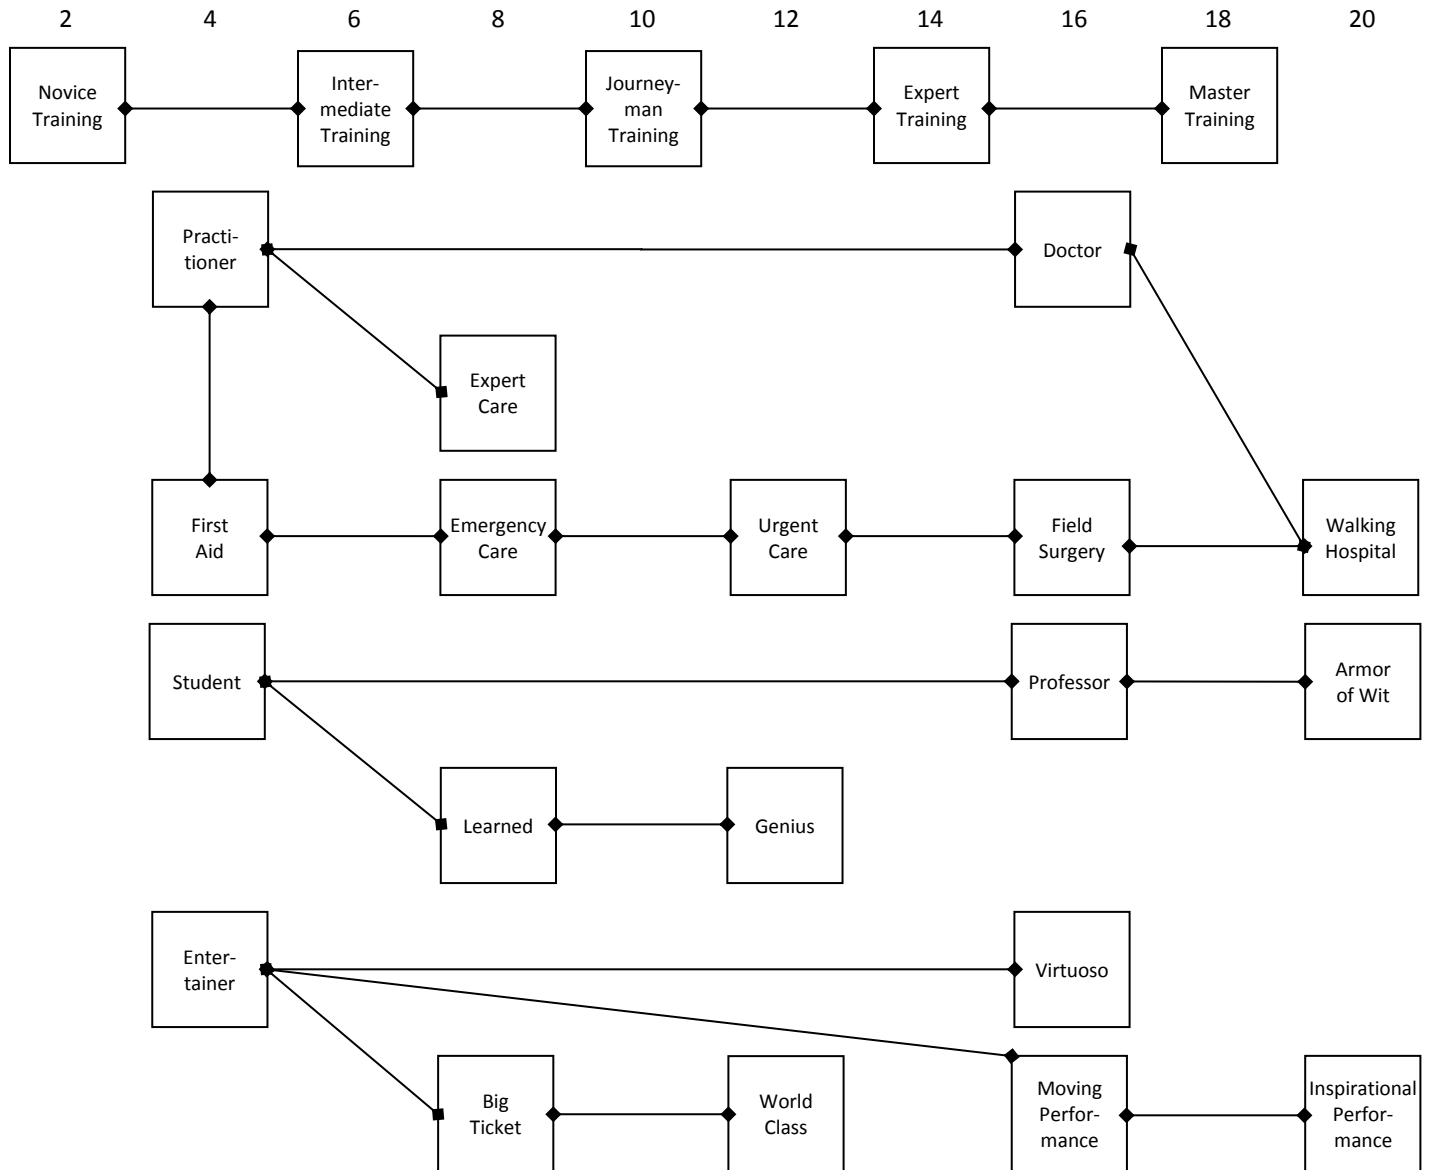 2 4 6 8 10 12 14 16 18 20
Novice
Training
Inter-
mediate
Training
Journey-
man
Training
Expert
Training
Master
Training
Practi-
tioner
Doctor
Expert
Care
First
Aid
Emergency
Care
Urgent
Care
Field
Surgery
Walking
Hospital
Student
Professor
Armor
of Wit
Learned
Genius
Enter-
tainer
Virtuoso
Big
Ticket
World
Class
Moving
Perfor-
mance
Inspirational
Perfor-
mance